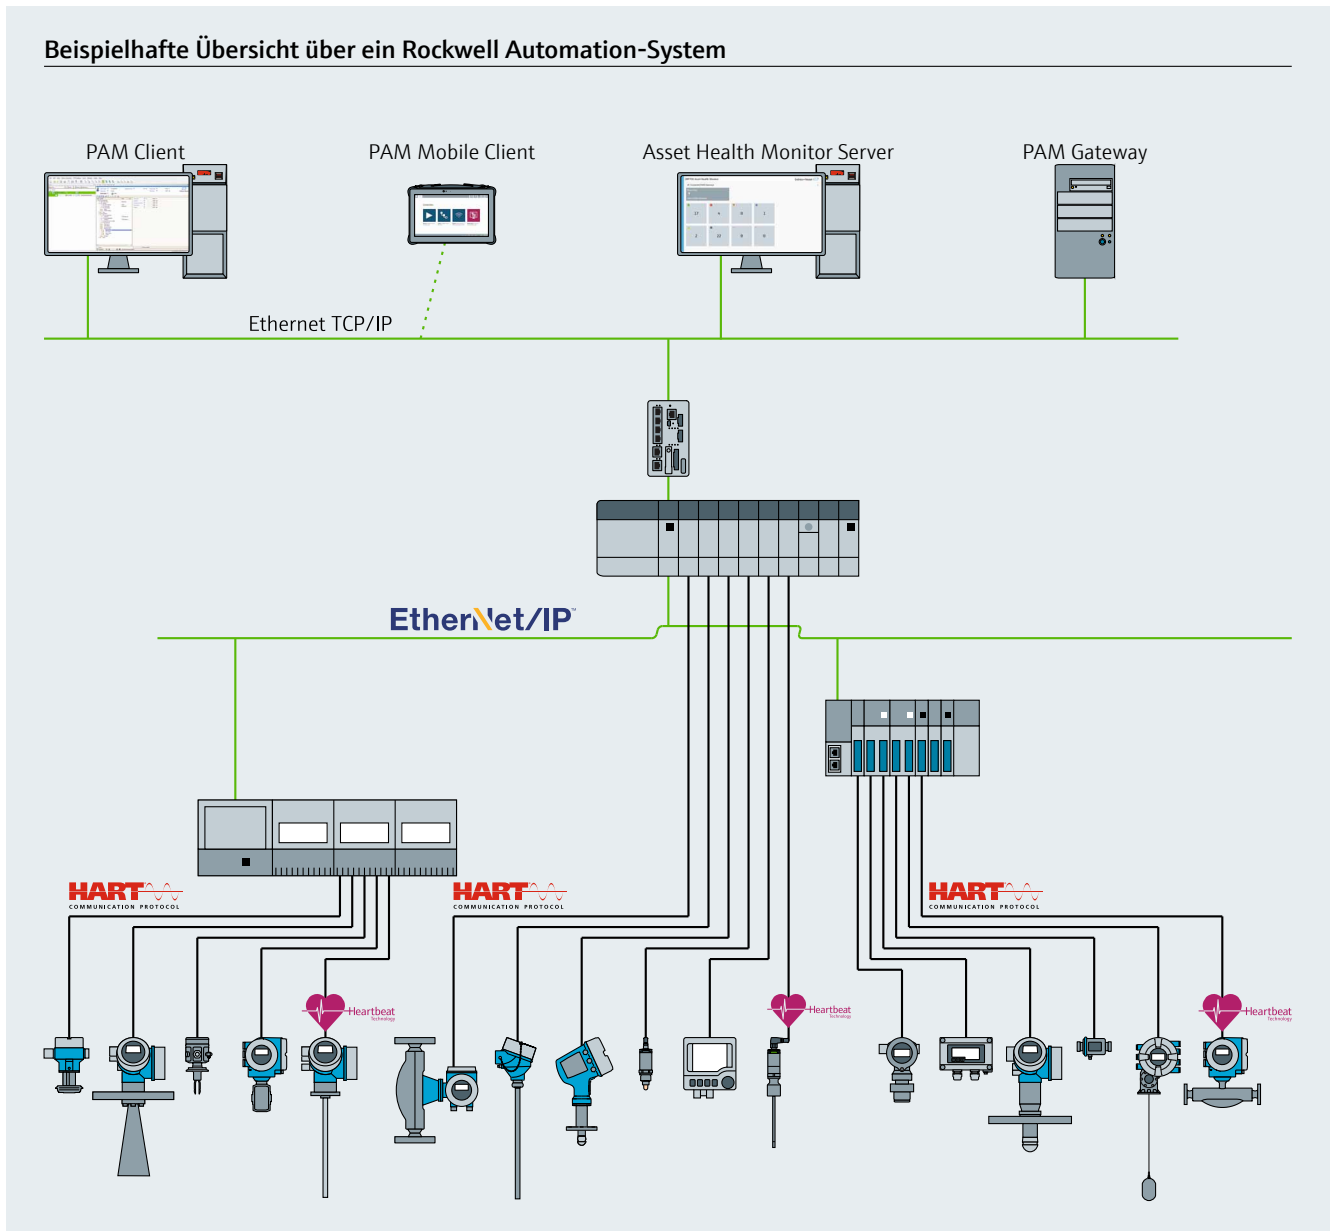 Beispielhafte Übersicht über ein Rockwell Automation-System
PAM Client
PAM Mobile Client
Asset Health Monitor Server
PAM Gateway
Ethernet TCP/IP
EtherNet/IP™
HART
COMMUNICATION PROTOCOL
HART
COMMUNICATION PROTOCOL
HART
COMMUNICATION PROTOCOL
Heartbeat
Technology
Heartbeat
Technology
Heartbeat
Technology